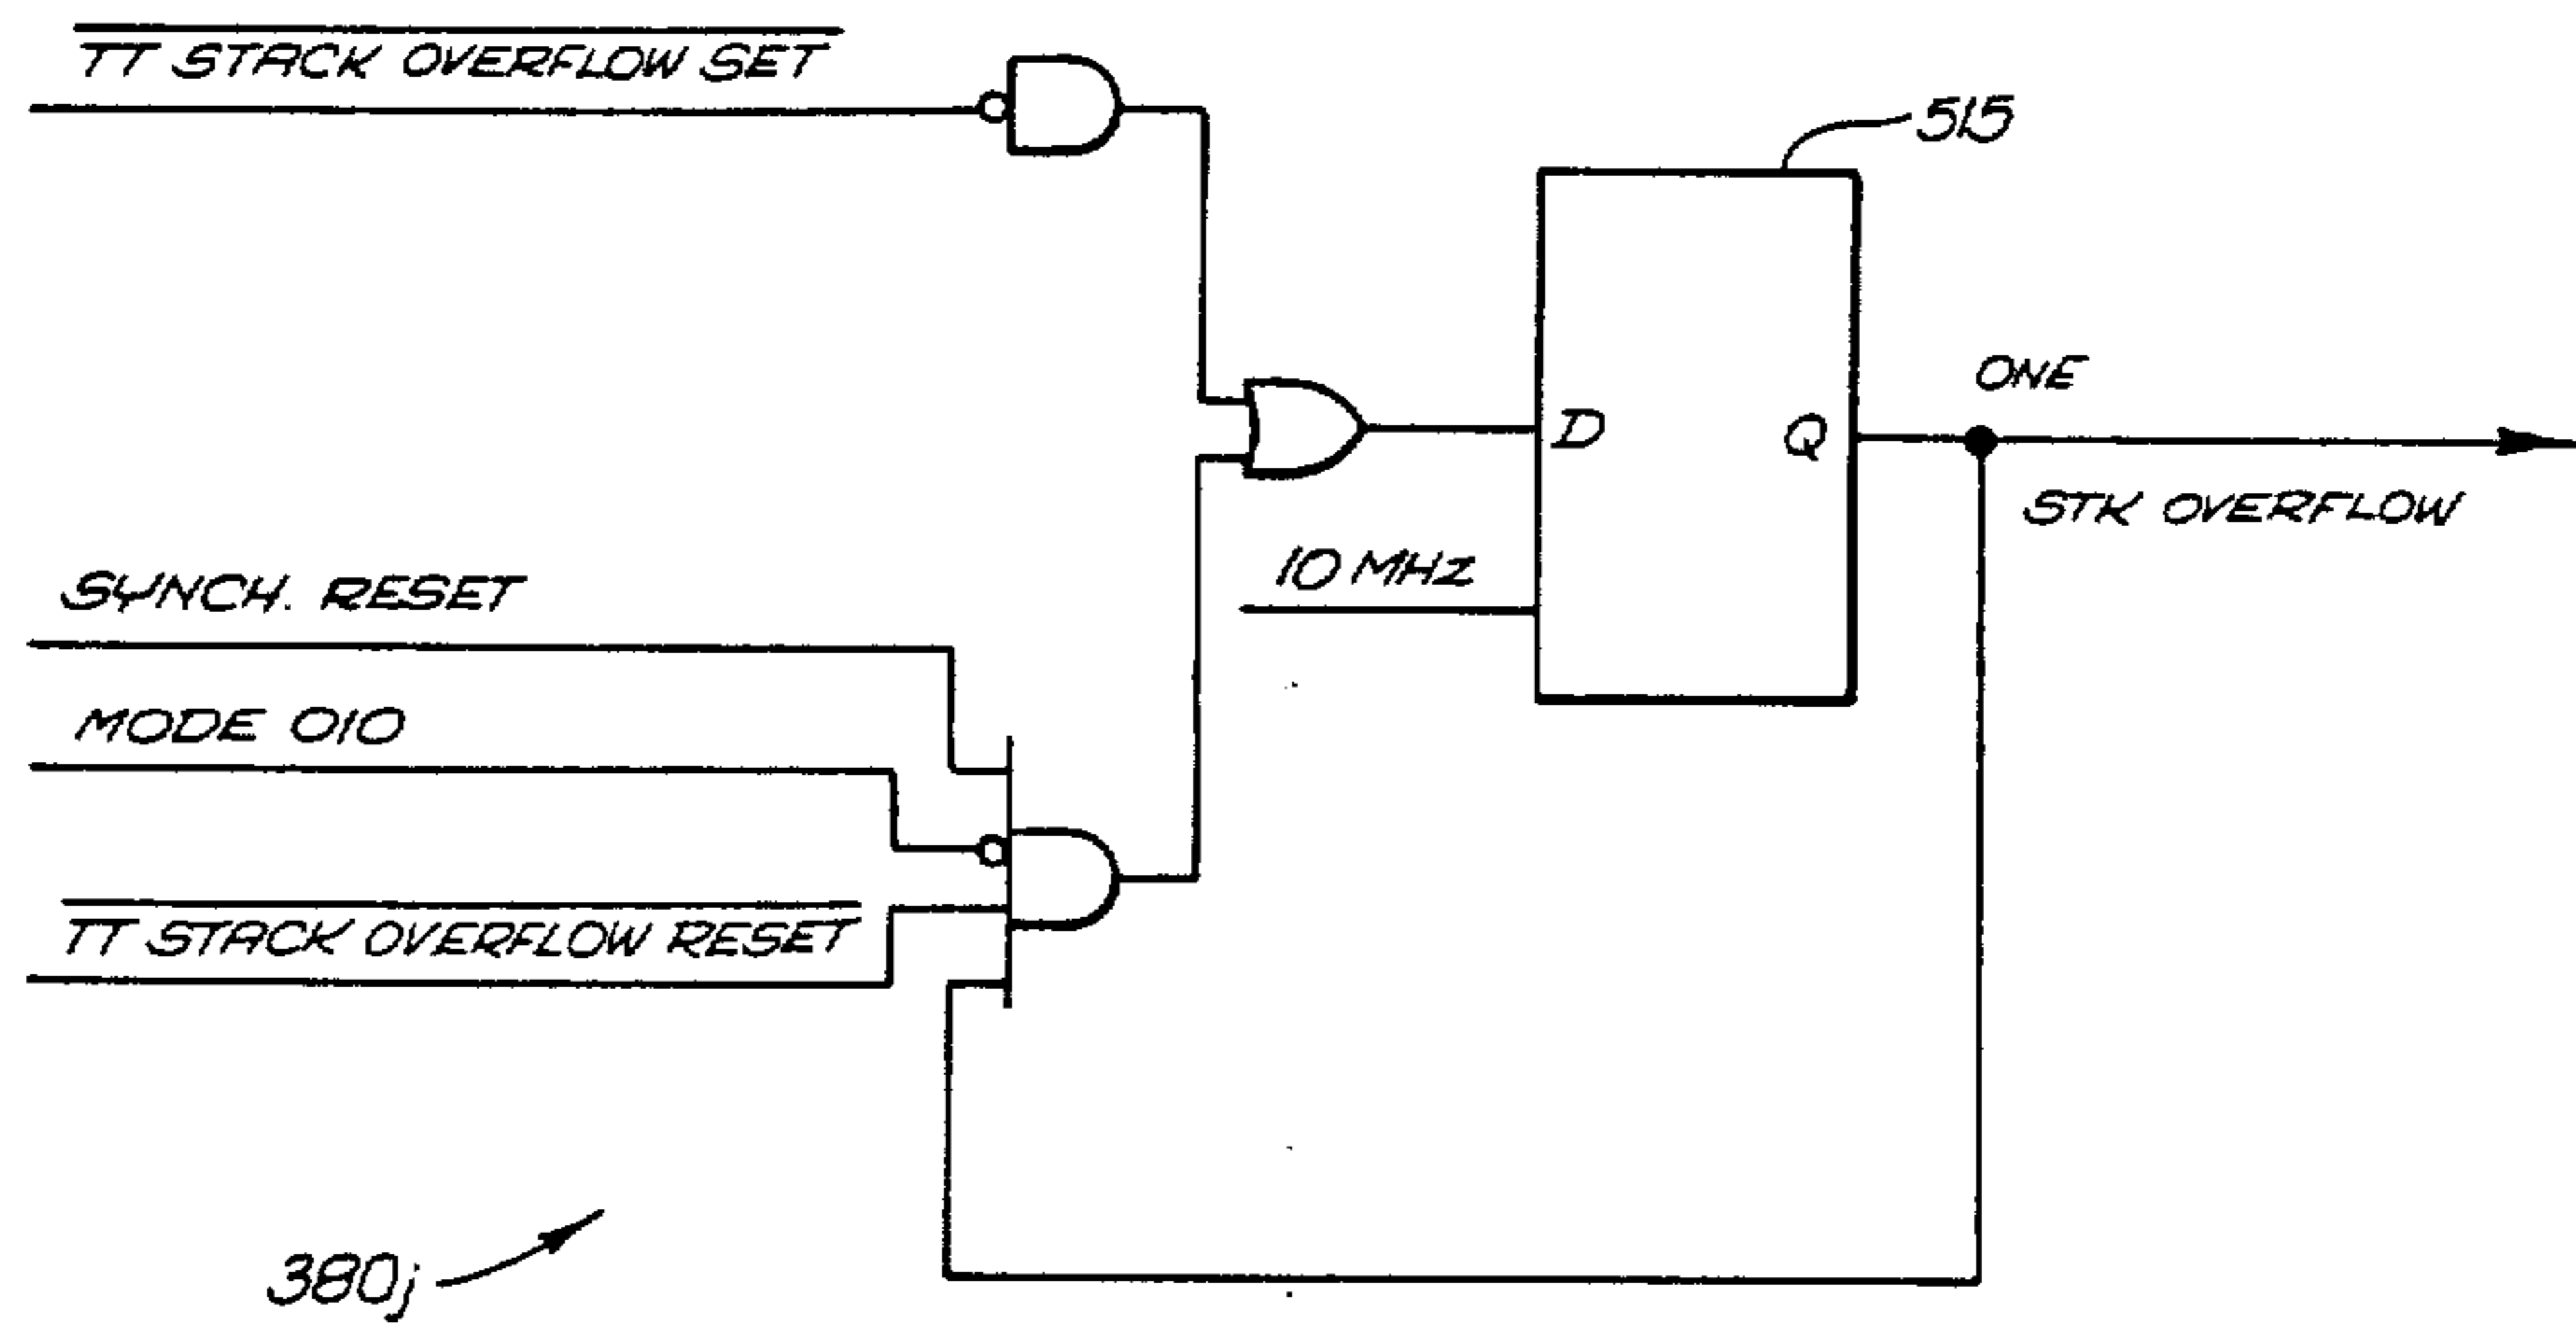 TT STACK OVERFLOW SET
515
ONE
D
Q
STK OVERFLOW
10 MHZ
SYNCH. RESET
MODE 010
TT STACK OVERFLOW RESET
380j